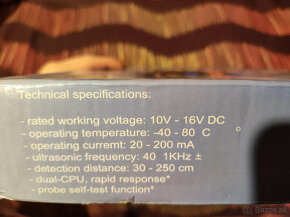 Technical specifications:
- rated working voltage: 10V - 16V DC
- operating temperature: -40 - 80 C
- operating curremt: 20 - 200 mA
- ultrasonic frequency: 40 1KHz ±
- detection distance: 30 - 250 cm
- dual-CPU, rapid response*
- probe self-test function*
Bazos.sk